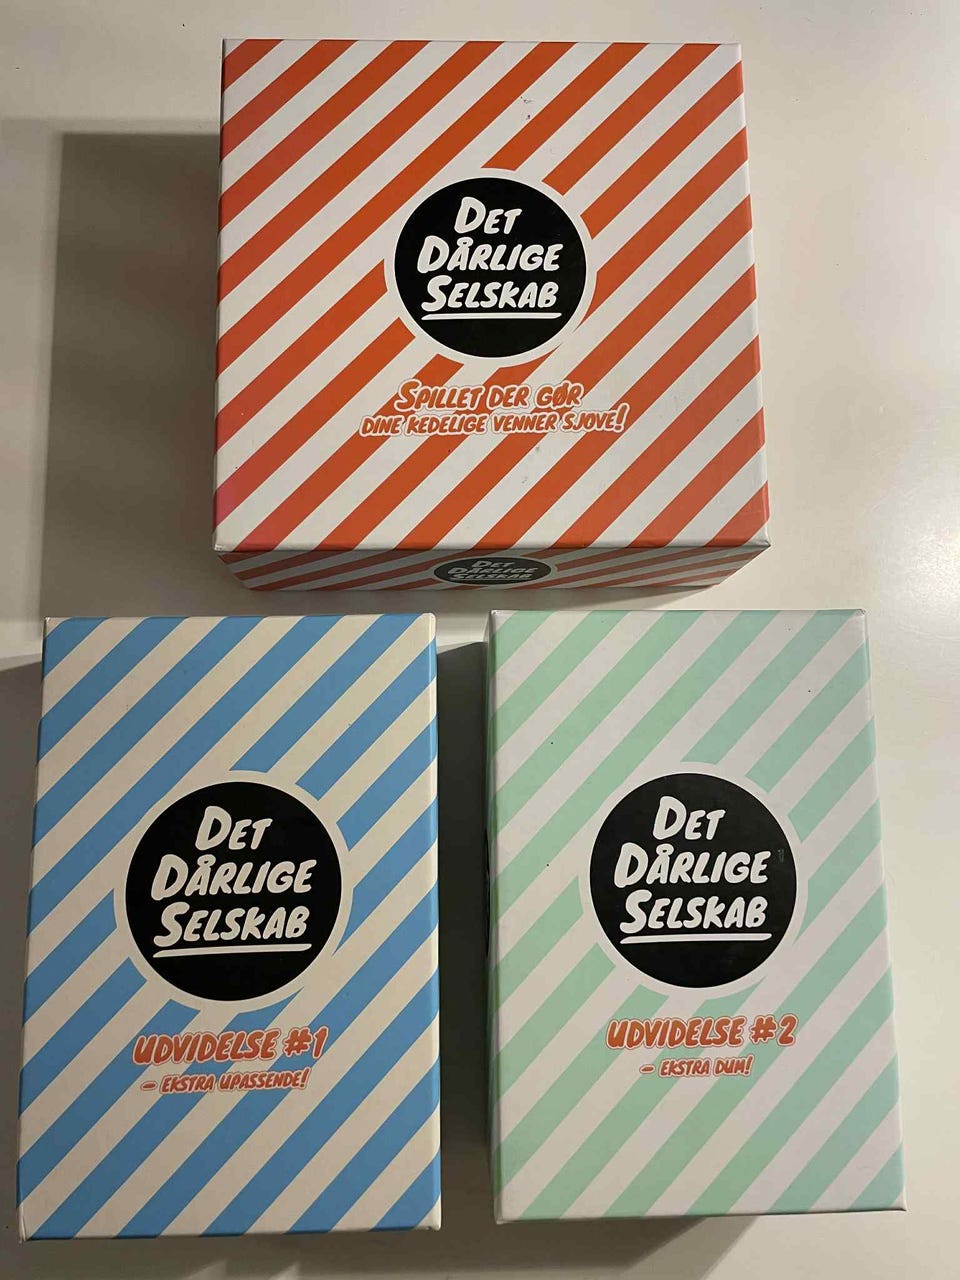 DET
DÅRLIGE
SELSKAB
SPILLET DER GØR
DINE KEDELIGE VENNER SJOVE!
DET
DÅRLIGE
SELSKAB
DET
DÅRLIGE
SELSKAB
UDVIDELSE #1
– EKSTRA UPASSENDE!
DET
DÅRLIGE
SELSKAB
UDVIDELSE #2
– EKSTRA DUM!